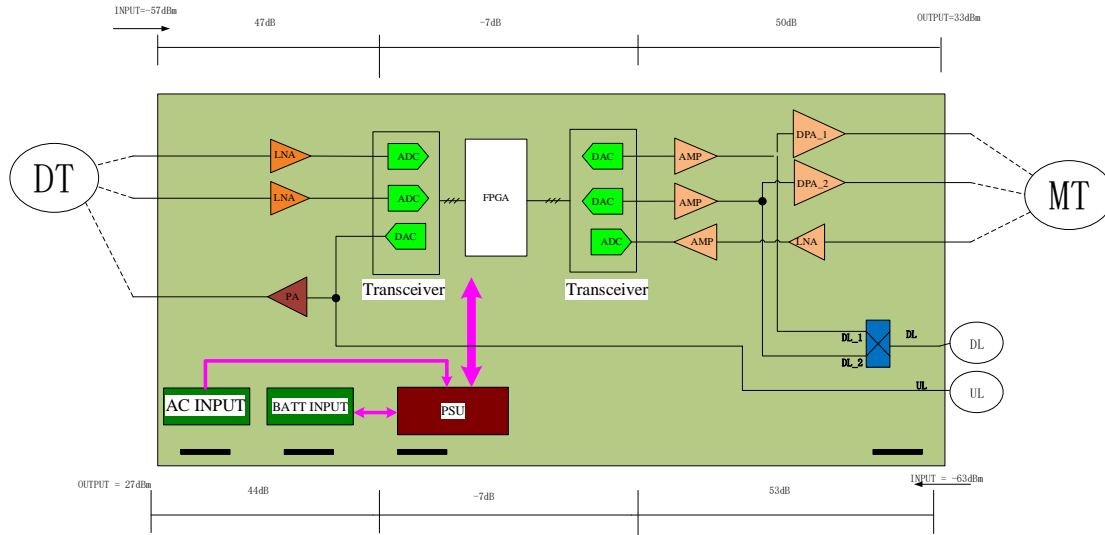 INPUT=-57dBm
47dB
-7dB
50dB
OUTPUT=33dBm
DT
LNA
ADC
LNA
ADC
DAC
Transceiver
FPGA
DAC
AMP
DPA_1
DAC
AMP
DPA_2
ADC
AMP
LNA
Transceiver
MT
PA
DL_1
DL
DL_2
DL
UL
UL
AC INPUT
BATT INPUT
PSU
OUTPUT = 27dBm
44dB
-7dB
53dB
INPUT = -63dBm